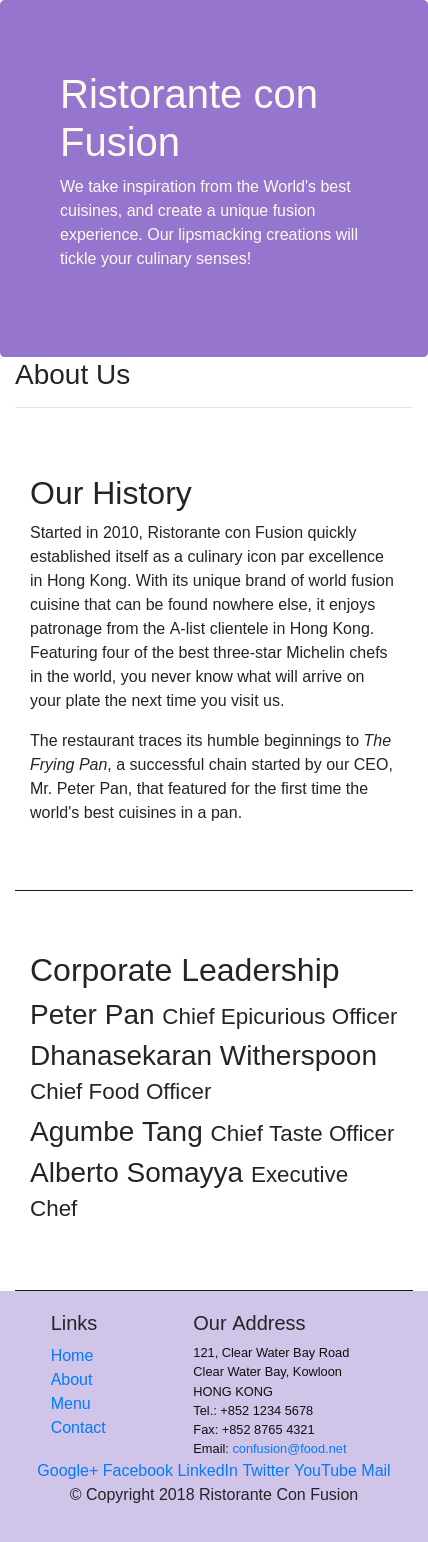 Ristorante con
Fusion
We take inspiration from the World's best
cuisines, and create a unique fusion
experience. Our lipsmacking creations will
tickle your culinary senses!
About Us
Our History
Started in 2010, Ristorante con Fusion quickly
established itself as a culinary icon par excellence
in Hong Kong. With its unique brand of world fusion
cuisine that can be found nowhere else, it enjoys
patronage from the A-list clientele in Hong Kong.
Featuring four of the best three-star Michelin chefs
in the world, you never know what will arrive on
your plate the next time you visit us.
The restaurant traces its humble beginnings to The
Frying Pan, a successful chain started by our CEO,
Mr. Peter Pan, that featured for the first time the
world's best cuisines in a pan.
Corporate Leadership
Peter Pan Chief Epicurious Officer
Dhanasekaran Witherspoon
Chief Food Officer
Agumbe Tang Chief Taste Officer
Alberto Somayya Executive
Chef
Links
Home
About
Menu
Contact
Our Address
121, Clear Water Bay Road
Clear Water Bay, Kowloon
HONG KONG
Tel.: +852 1234 5678
Fax: +852 8765 4321
Email: confusion@food.net
Google+ Facebook LinkedIn Twitter YouTube Mail
© Copyright 2018 Ristorante Con Fusion